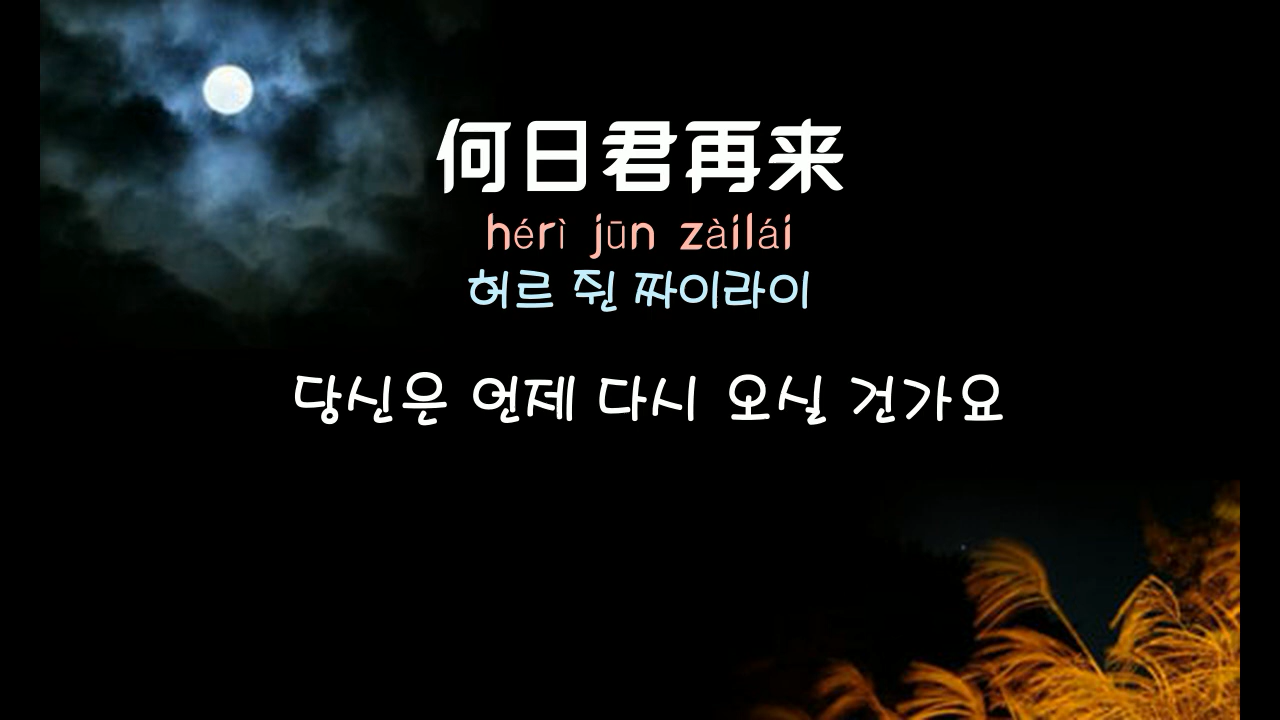 何日君再来
hérì jūn zàilái
허르 쥔 짜이라이
당신은 언제 다시 오실 건가요